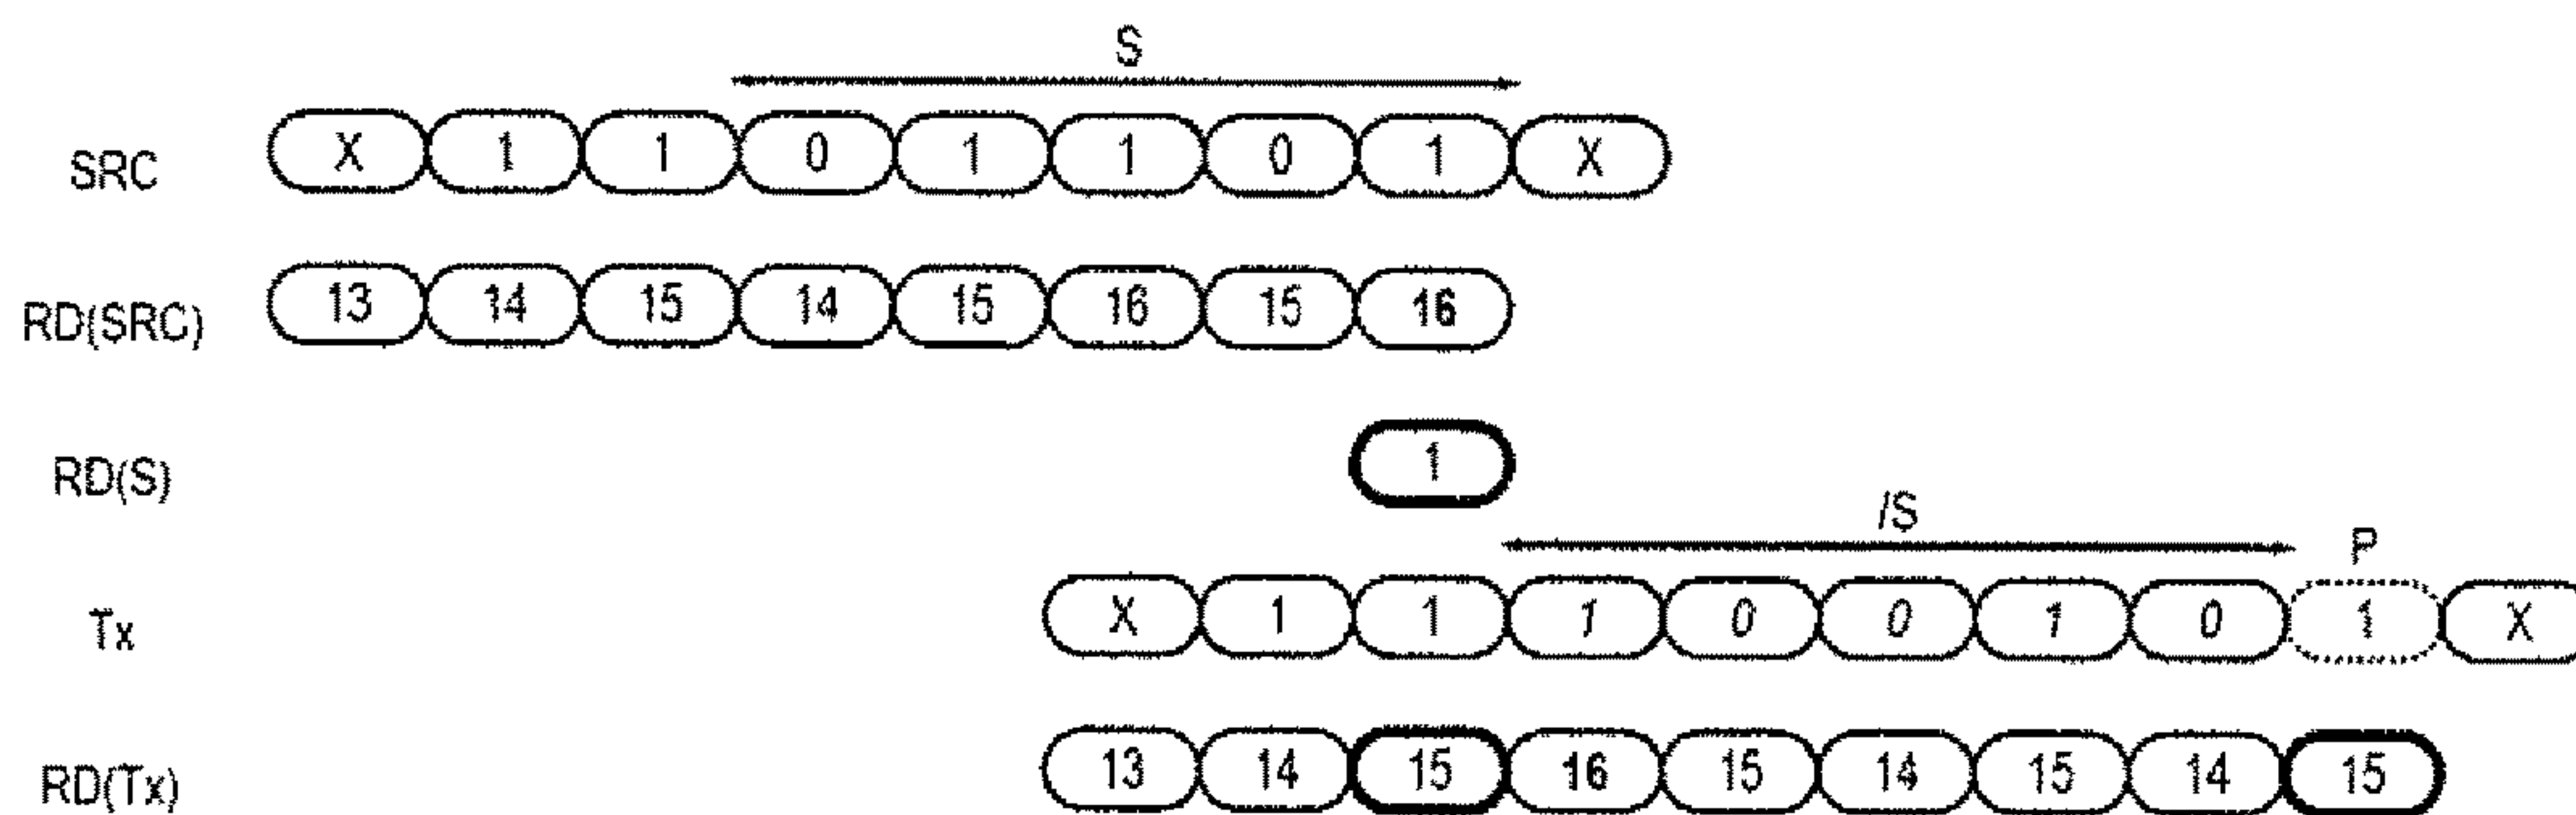 S
SRC X 1 1 0 1 1 0 1 X
RD(SRC) 13 14 15 14 15 16 15 16
RD(S) 1
/S P
Tx X 1 1 1 0 0 1 0 1 X
RD(Tx) 13 14 15 16 15 14 15 14 15